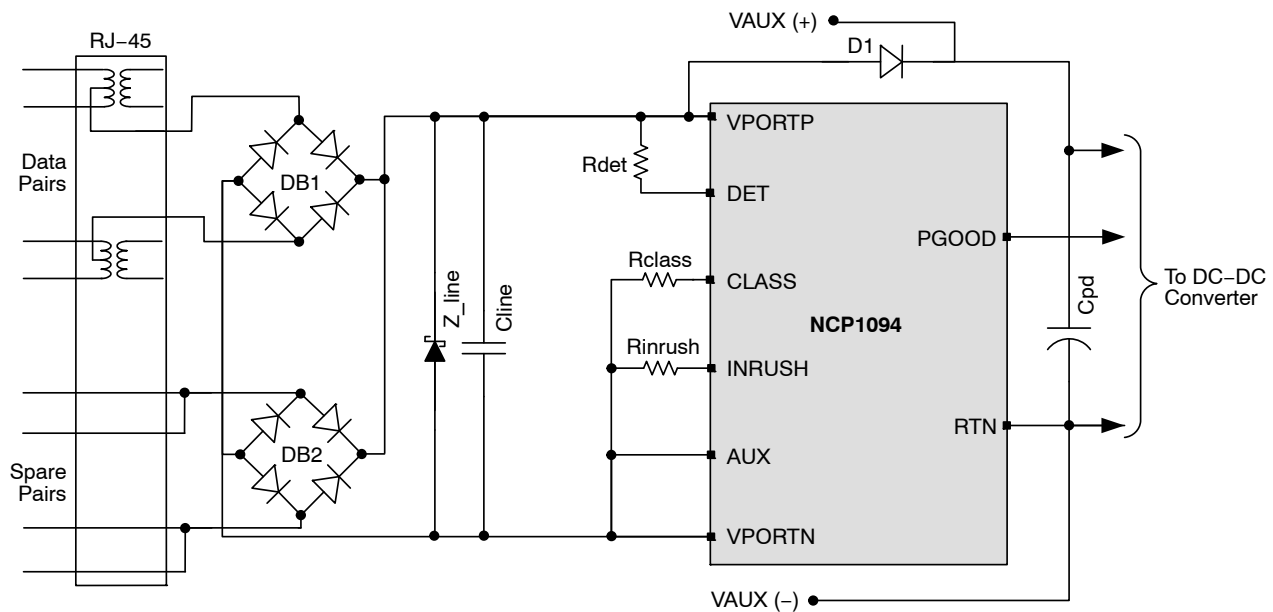 VAUX (+)
RJ−45
D1
VPORTP
Rdet
Data
Pairs
DB1
DET
PGOOD
Rclass
CLASS
Z_line
Cline
NCP1094
Cpd
To DC−DC
Converter
Rinrush
INRUSH
RTN
DB2
AUX
Spare
Pairs
VPORTN
VAUX (−)